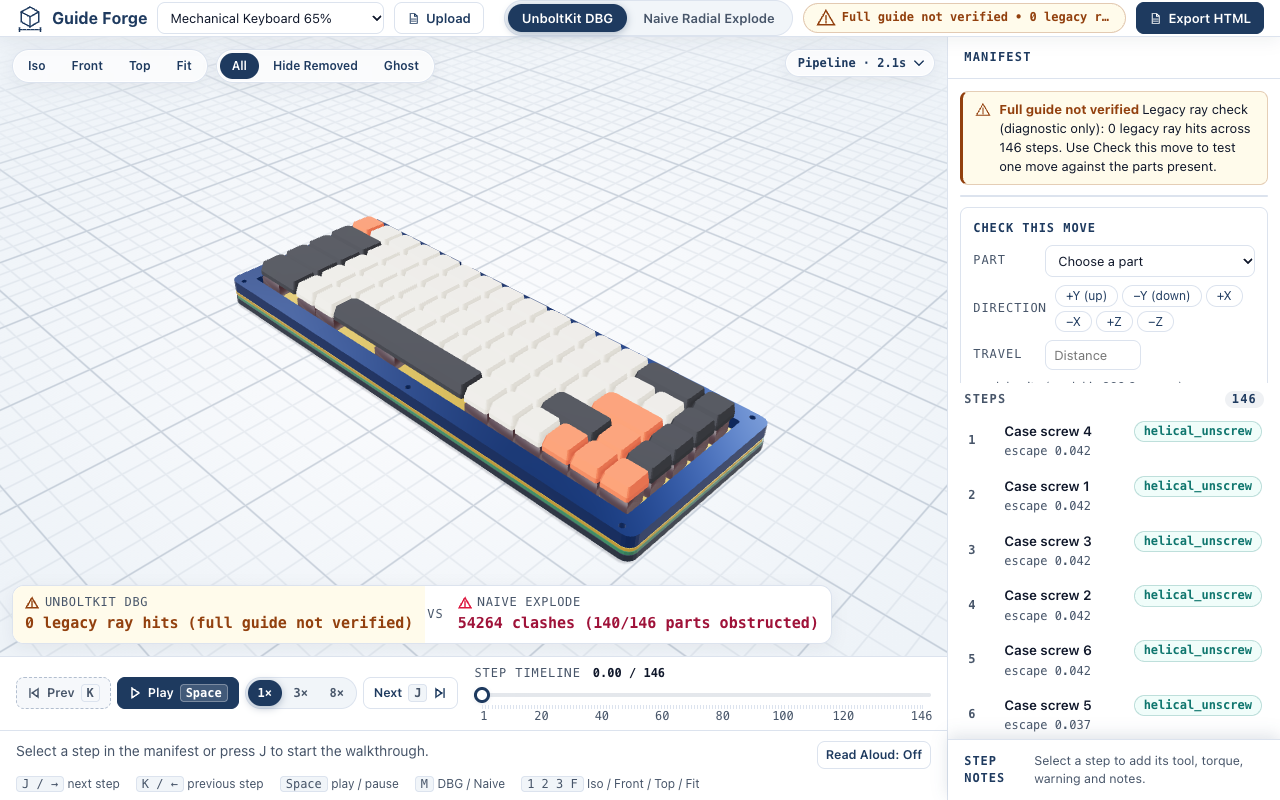 Guide Forge
Mechanical Keyboard 65%
Upload
UnboltKit DBG
Naive Radial Explode
Full guide not verified • 0 legacy r…
Export HTML
Iso
Front
Top
Fit
All
Hide Removed
Ghost
Pipeline · 2.1s
MANIFEST
Full guide not verified Legacy ray check
(diagnostic only): 0 legacy ray hits across
146 steps. Use Check this move to test
one move against the parts present.
CHECK THIS MOVE
PART
Choose a part
DIRECTION
+Y (up)
−Y (down)
+X
−X
+Z
−Z
TRAVEL
Distance
STEPS
146
1
Case screw 4
helical_unscrew
escape 0.042
2
Case screw 1
helical_unscrew
escape 0.042
3
Case screw 3
helical_unscrew
escape 0.042
4
Case screw 2
helical_unscrew
escape 0.042
5
Case screw 6
helical_unscrew
escape 0.042
6
Case screw 5
helical_unscrew
escape 0.037
UNBOLTKIT DBG
0 legacy ray hits (full guide not verified)
VS
NAIVE EXPLODE
54264 clashes (140/146 parts obstructed)
Prev K
Play Space
1×
3×
8×
Next J
STEP TIMELINE 0.00 / 146
1 20 40 60 80 100 120 146
Select a step in the manifest or press J to start the walkthrough.
Read Aloud: Off
J / → next step
K / ← previous step
Space play / pause
M DBG / Naive
1 2 3 F Iso / Front / Top / Fit
STEP NOTES
Select a step to add its tool, torque,
warning and notes.